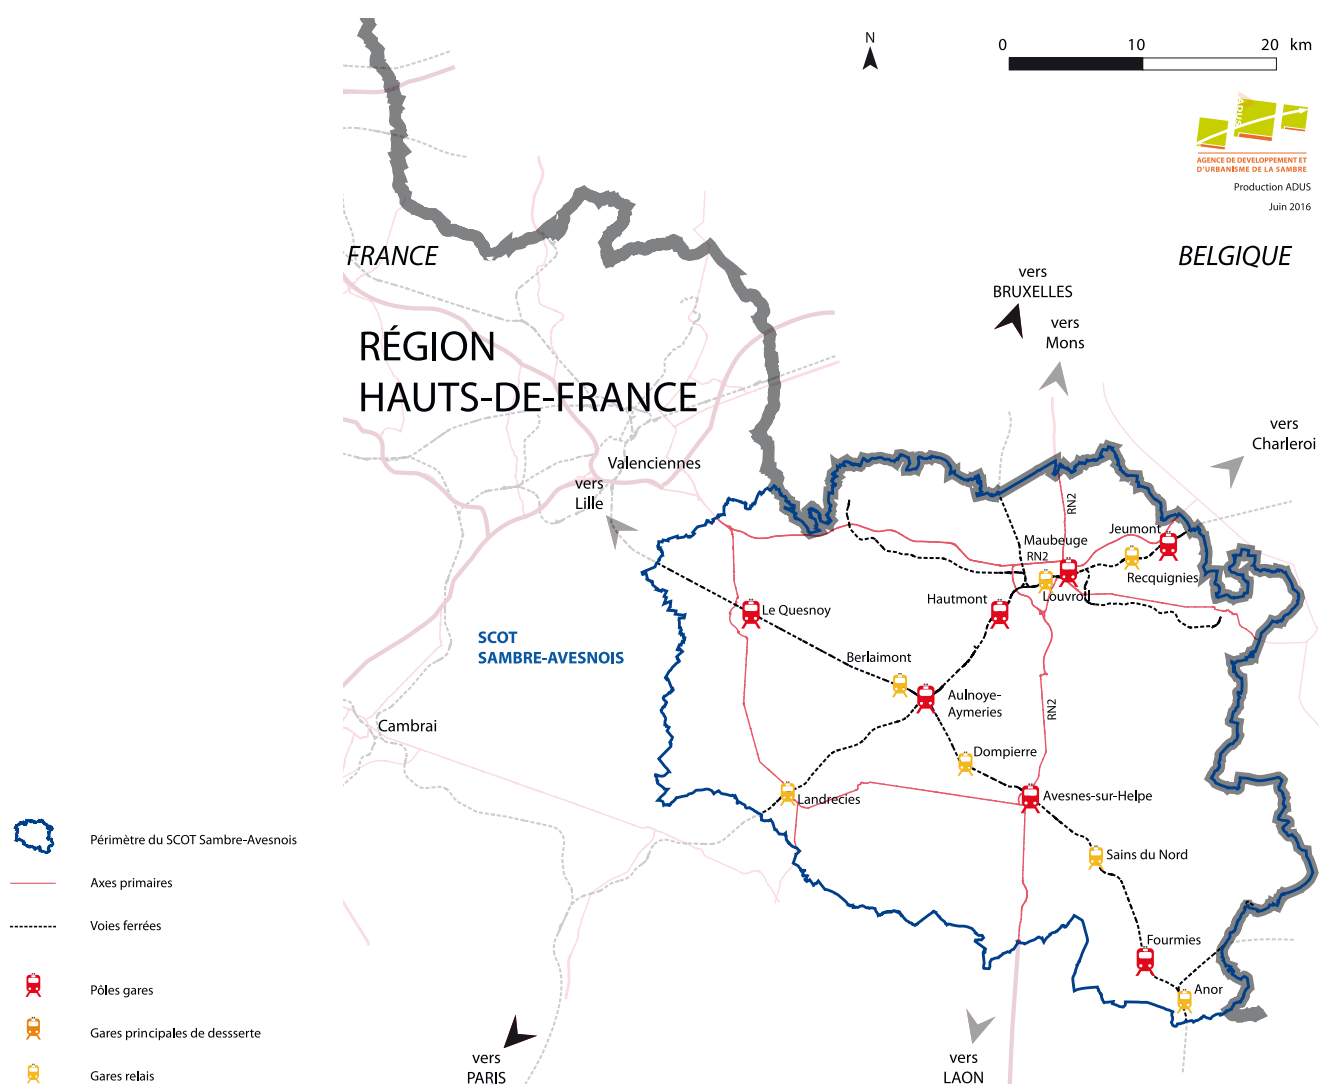 N
0 10 20 km
AGENCE DE DEVELOPPEMENT ET
D'URBANISME DE LA SAMBRE
Production ADUS
Juin 2016
FRANCE
BELGIQUE
vers
BRUXELLES
vers
Mons
RÉGION
HAUTS-DE-FRANCE
vers
Charleroi
Valenciennes
vers
Lille
RN2
Jeumont
Maubeuge
RN2
Recquignies
Louvroil
Hautmont
Le Quesnoy
SCOT
SAMBRE-AVESNOIS
Berlaimont
Aulnoye-
Aymeries
RN2
Cambrai
Dompierre
Landrecies
Avesnes-sur-Helpe
Sains du Nord
Fourmies
Anor
Périmètre du SCOT Sambre-Avesnois
Axes primaires
Voies ferrées
Pôles gares
Gares principales de dessserte
Gares relais
vers
PARIS
vers
LAON